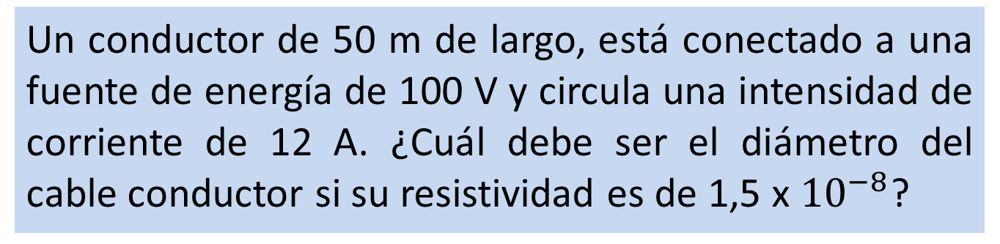 Un conductor de 50 m de largo, está conectado a una
fuente de energía de 100 V y circula una intensidad de
corriente de 12 A. ¿Cuál debe ser el diámetro del
cable conductor si su resistividad es de 1,5 x 10⁻⁸?